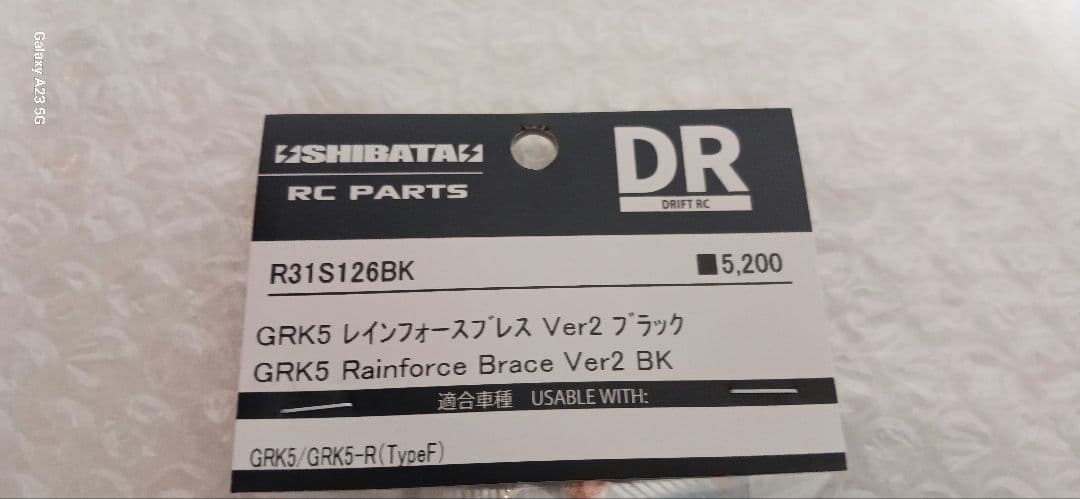 SHIBATA
RC PARTS
DR
DRIFT RC
R31S126BK
■5,200
GRK5 レインフォースブレス Ver2 ブラック
GRK5 Rainforce Brace Ver2 BK
適合車種 USABLE WITH:
GRK5/GRK5-R(TypeF)
Galaxy A23 5G